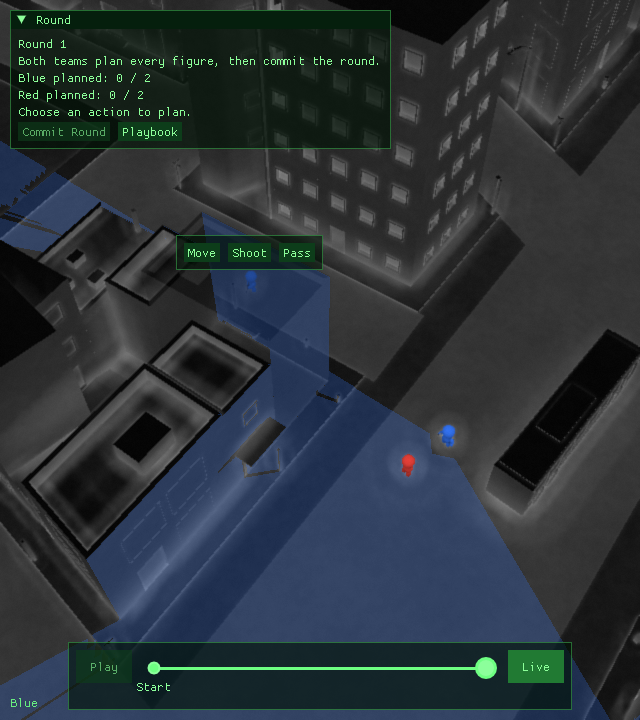 Round
Round 1
Both teams plan every figure, then commit the round.
Blue planned: 0 / 2
Red planned: 0 / 2
Choose an action to plan.
Commit Round Playbook
Move Shoot Pass
Play Live
Start
Blue